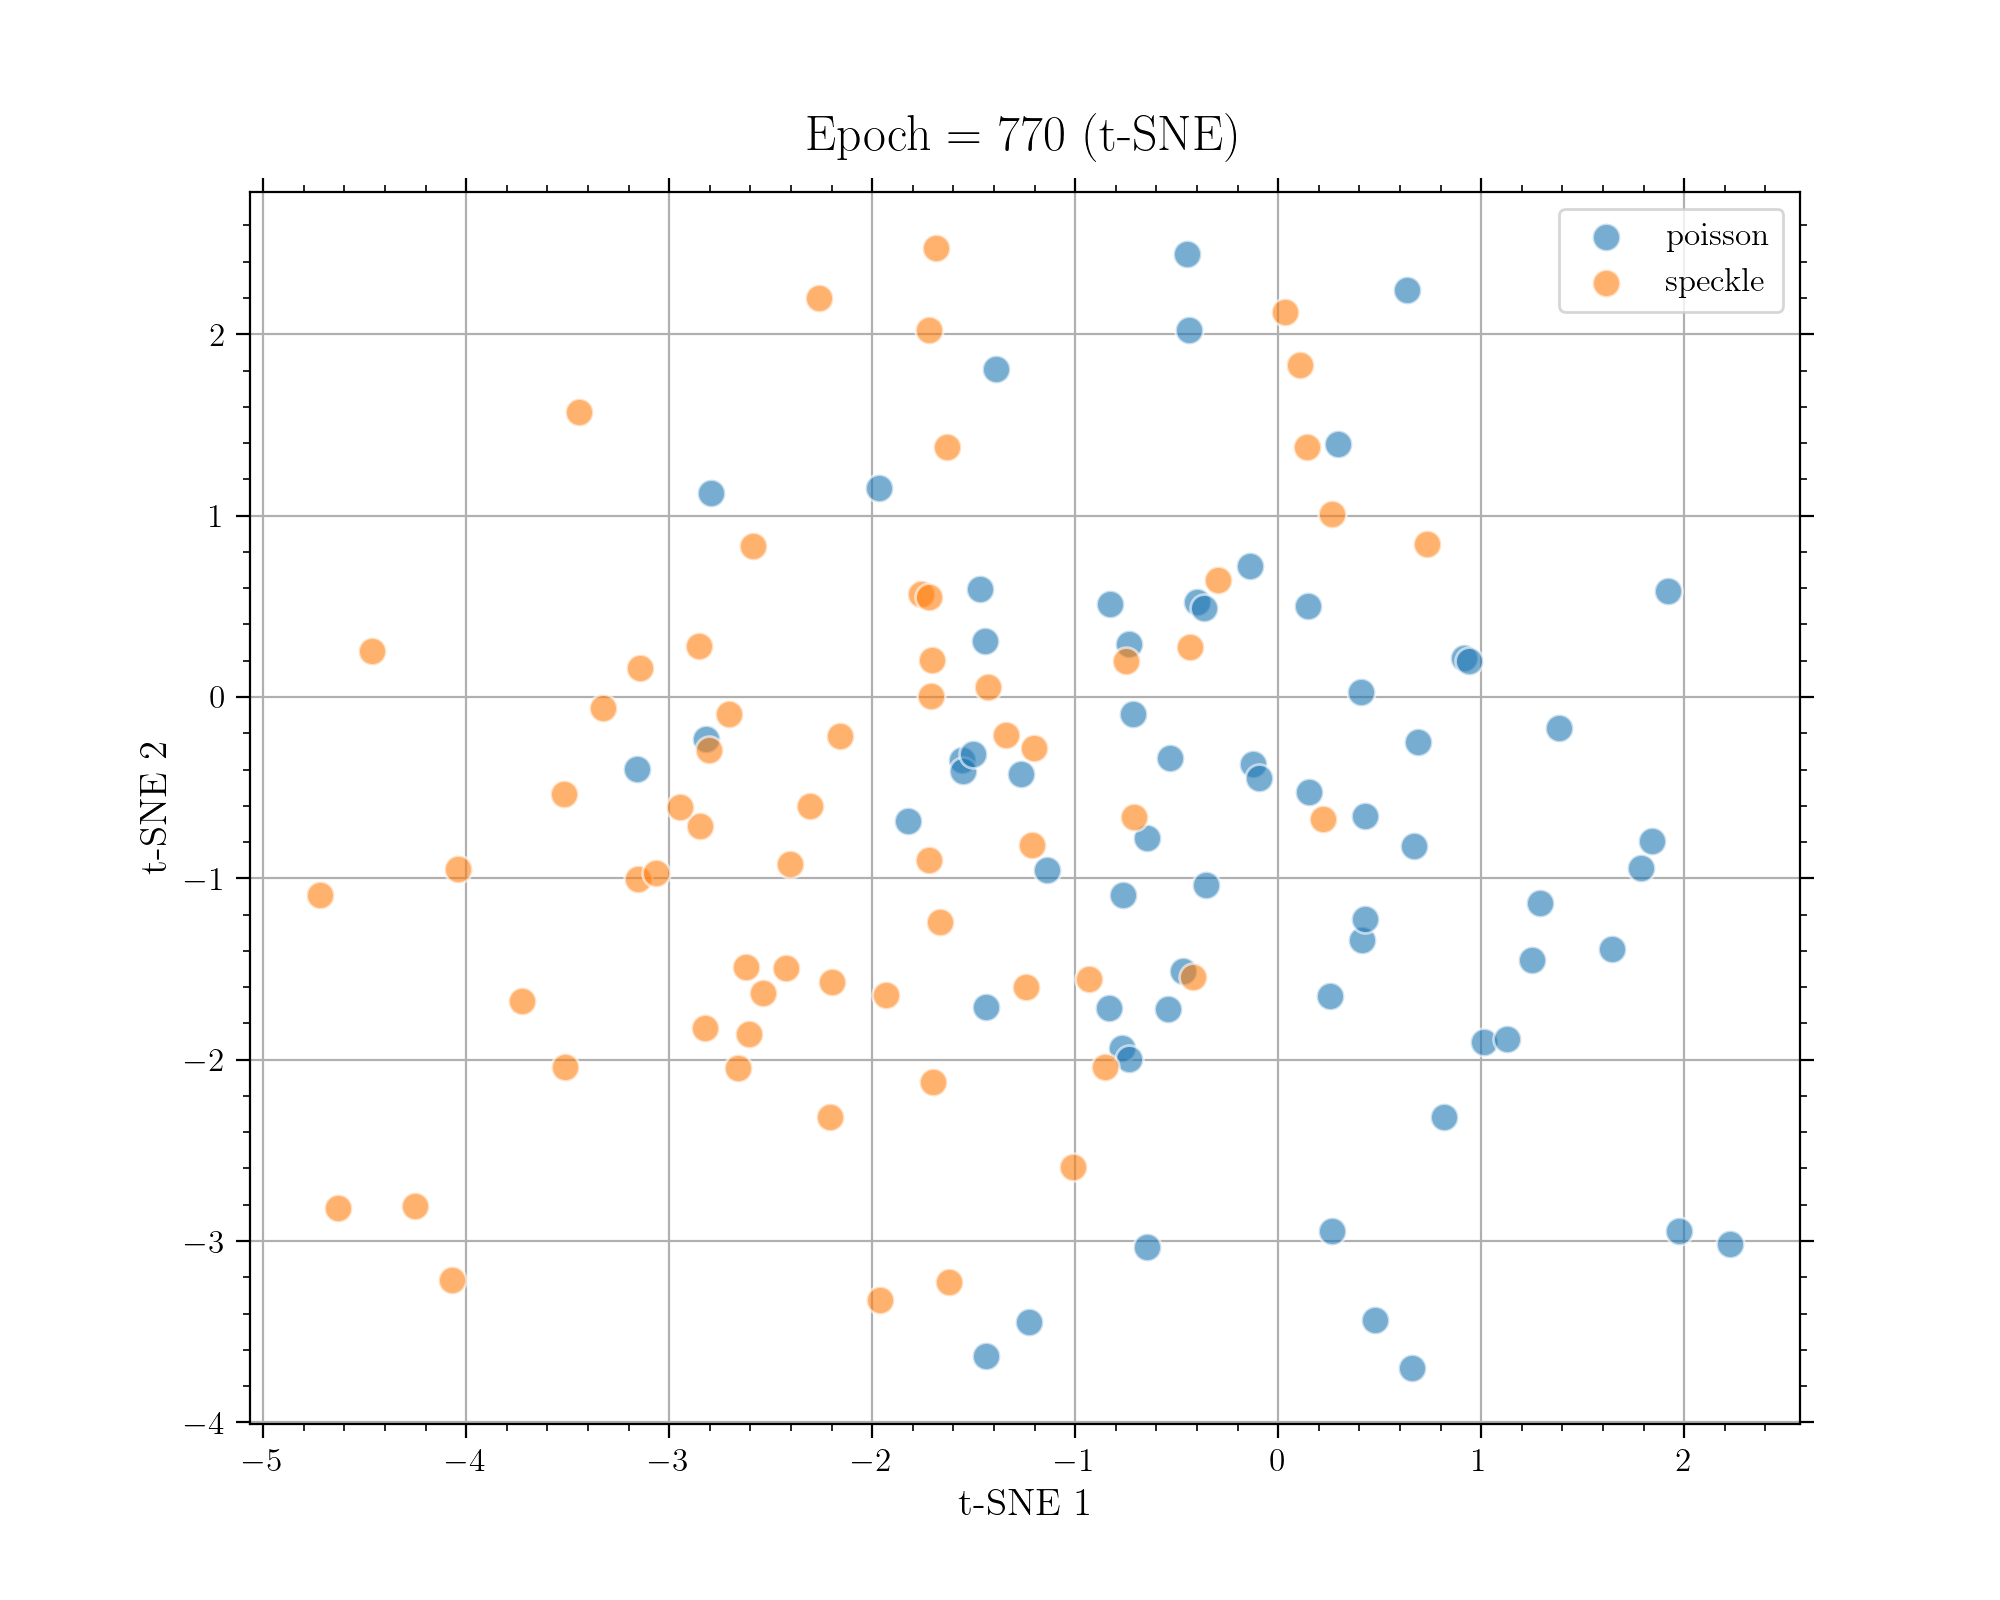 Epoch = 770 (t-SNE)
poisson
speckle
2
1
0
−1
−2
−3
−4
t-SNE 2
−5 −4 −3 −2 −1 0 1 2
t-SNE 1